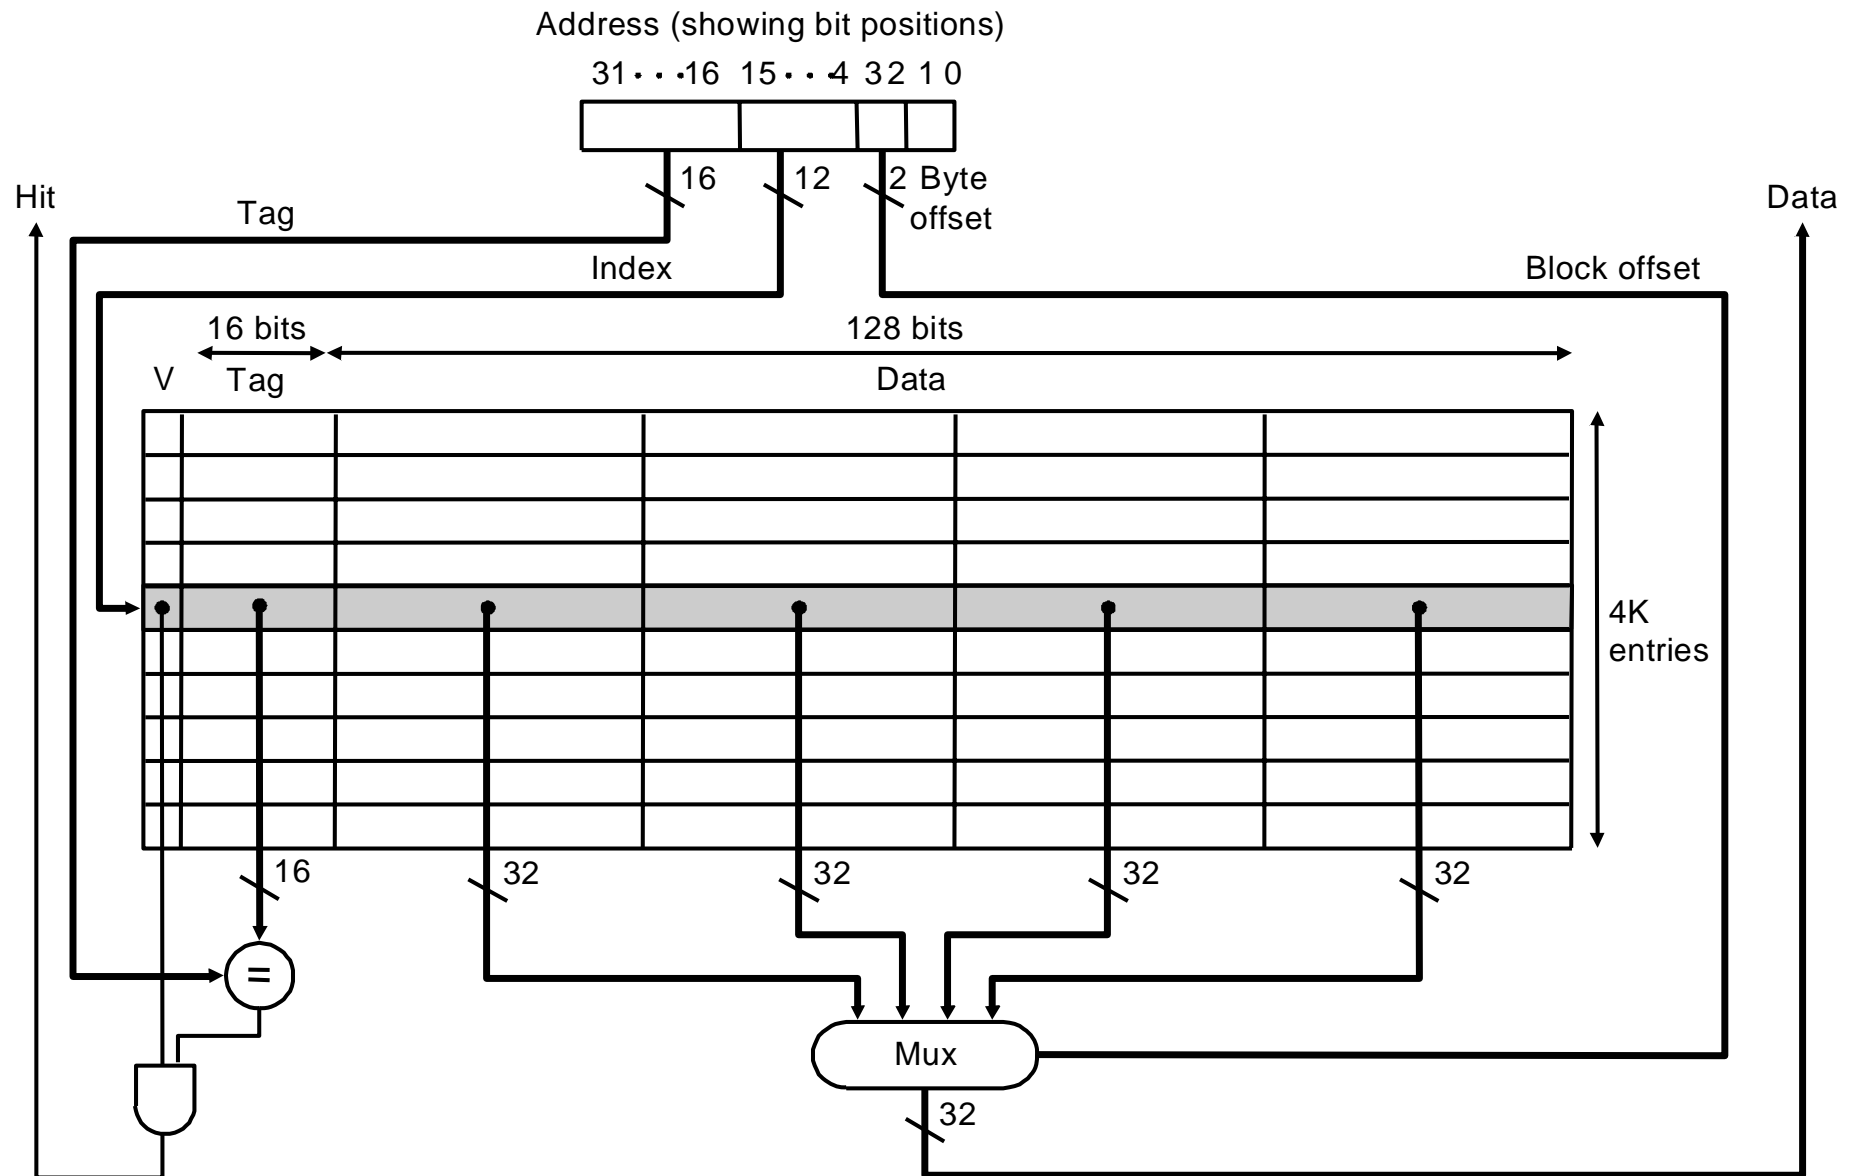 Address (showing bit positions)
31 · · · 16 15 · · · 4 3 2 1 0
16 12 2 Byte
offset
Hit
Tag
Data
Index
Block offset
16 bits
128 bits
V
Tag
Data
4K
entries
16
32
32
32
32
=
Mux
32